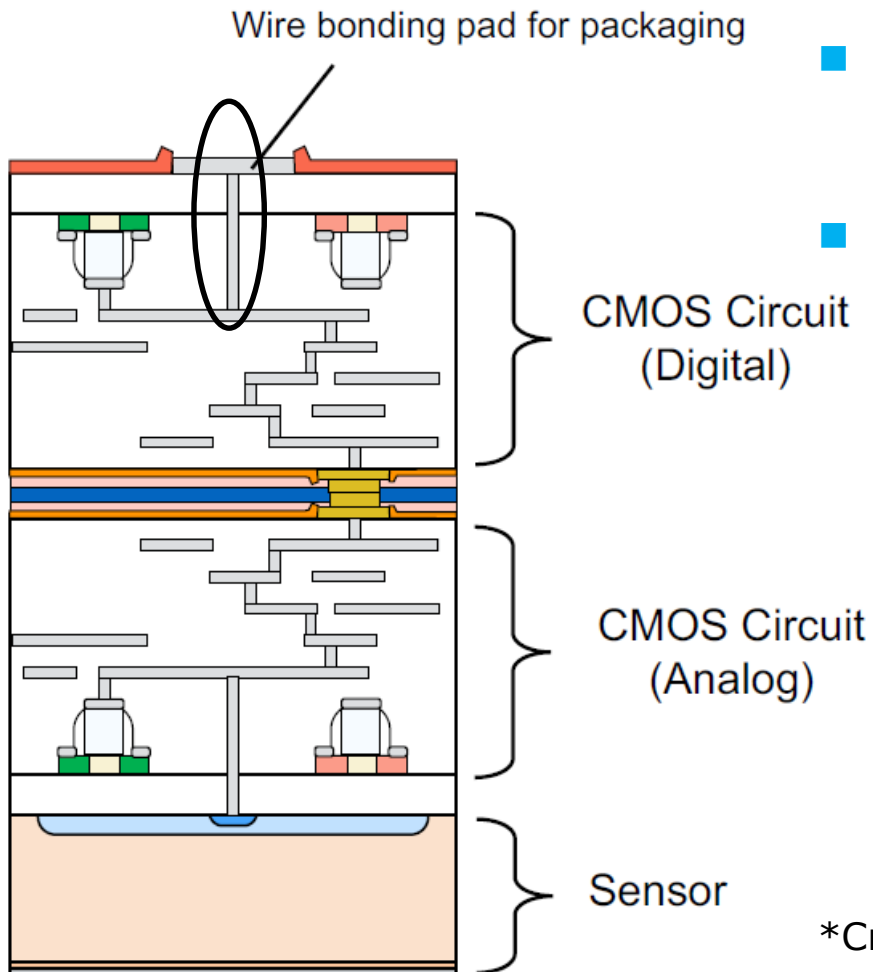 Wire bonding pad for packaging
CMOS Circuit
(Digital)
CMOS Circuit
(Analog)
Sensor